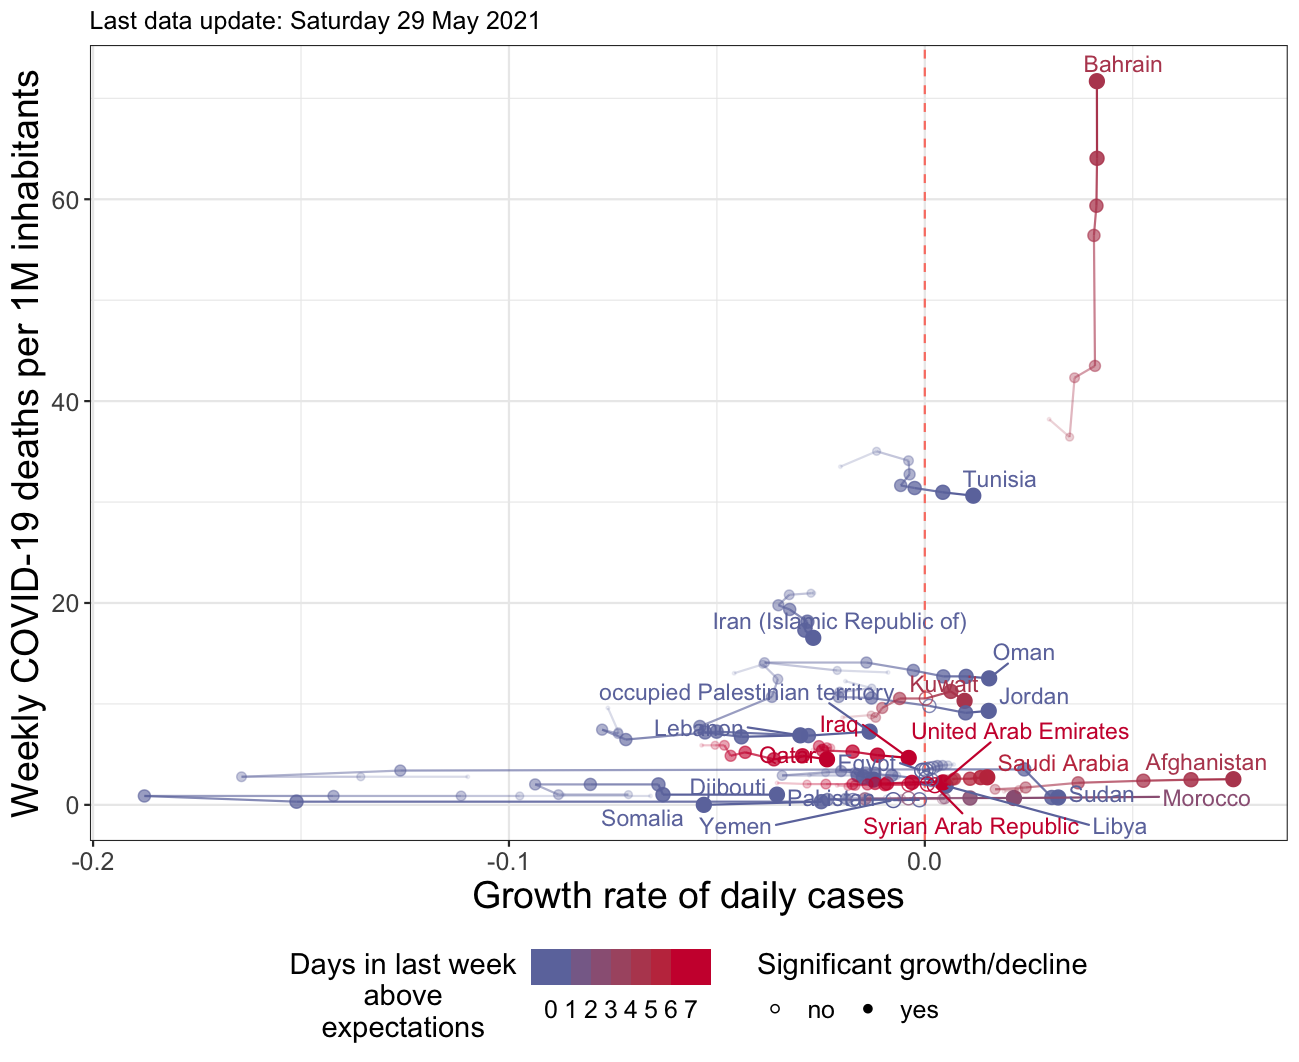 Last data update: Saturday 29 May 2021
Weekly COVID-19 deaths per 1M inhabitants
60
40
20
0
Bahrain
Tunisia
Iran (Islamic Republic of)
Oman
occupied Palestinian territory
Kuwait
Jordan
Lebanon
Iraq
United Arab Emirates
Qatar
Egypt
Saudi Arabia
Afghanistan
Djibouti
Pakistan
Sudan
Morocco
Somalia
Yemen
Syrian Arab Republic
Libya
-0.2
-0.1
0.0
Growth rate of daily cases
Days in last week
above
expectations
0 1 2 3 4 5 6 7
Significant growth/decline
no
yes